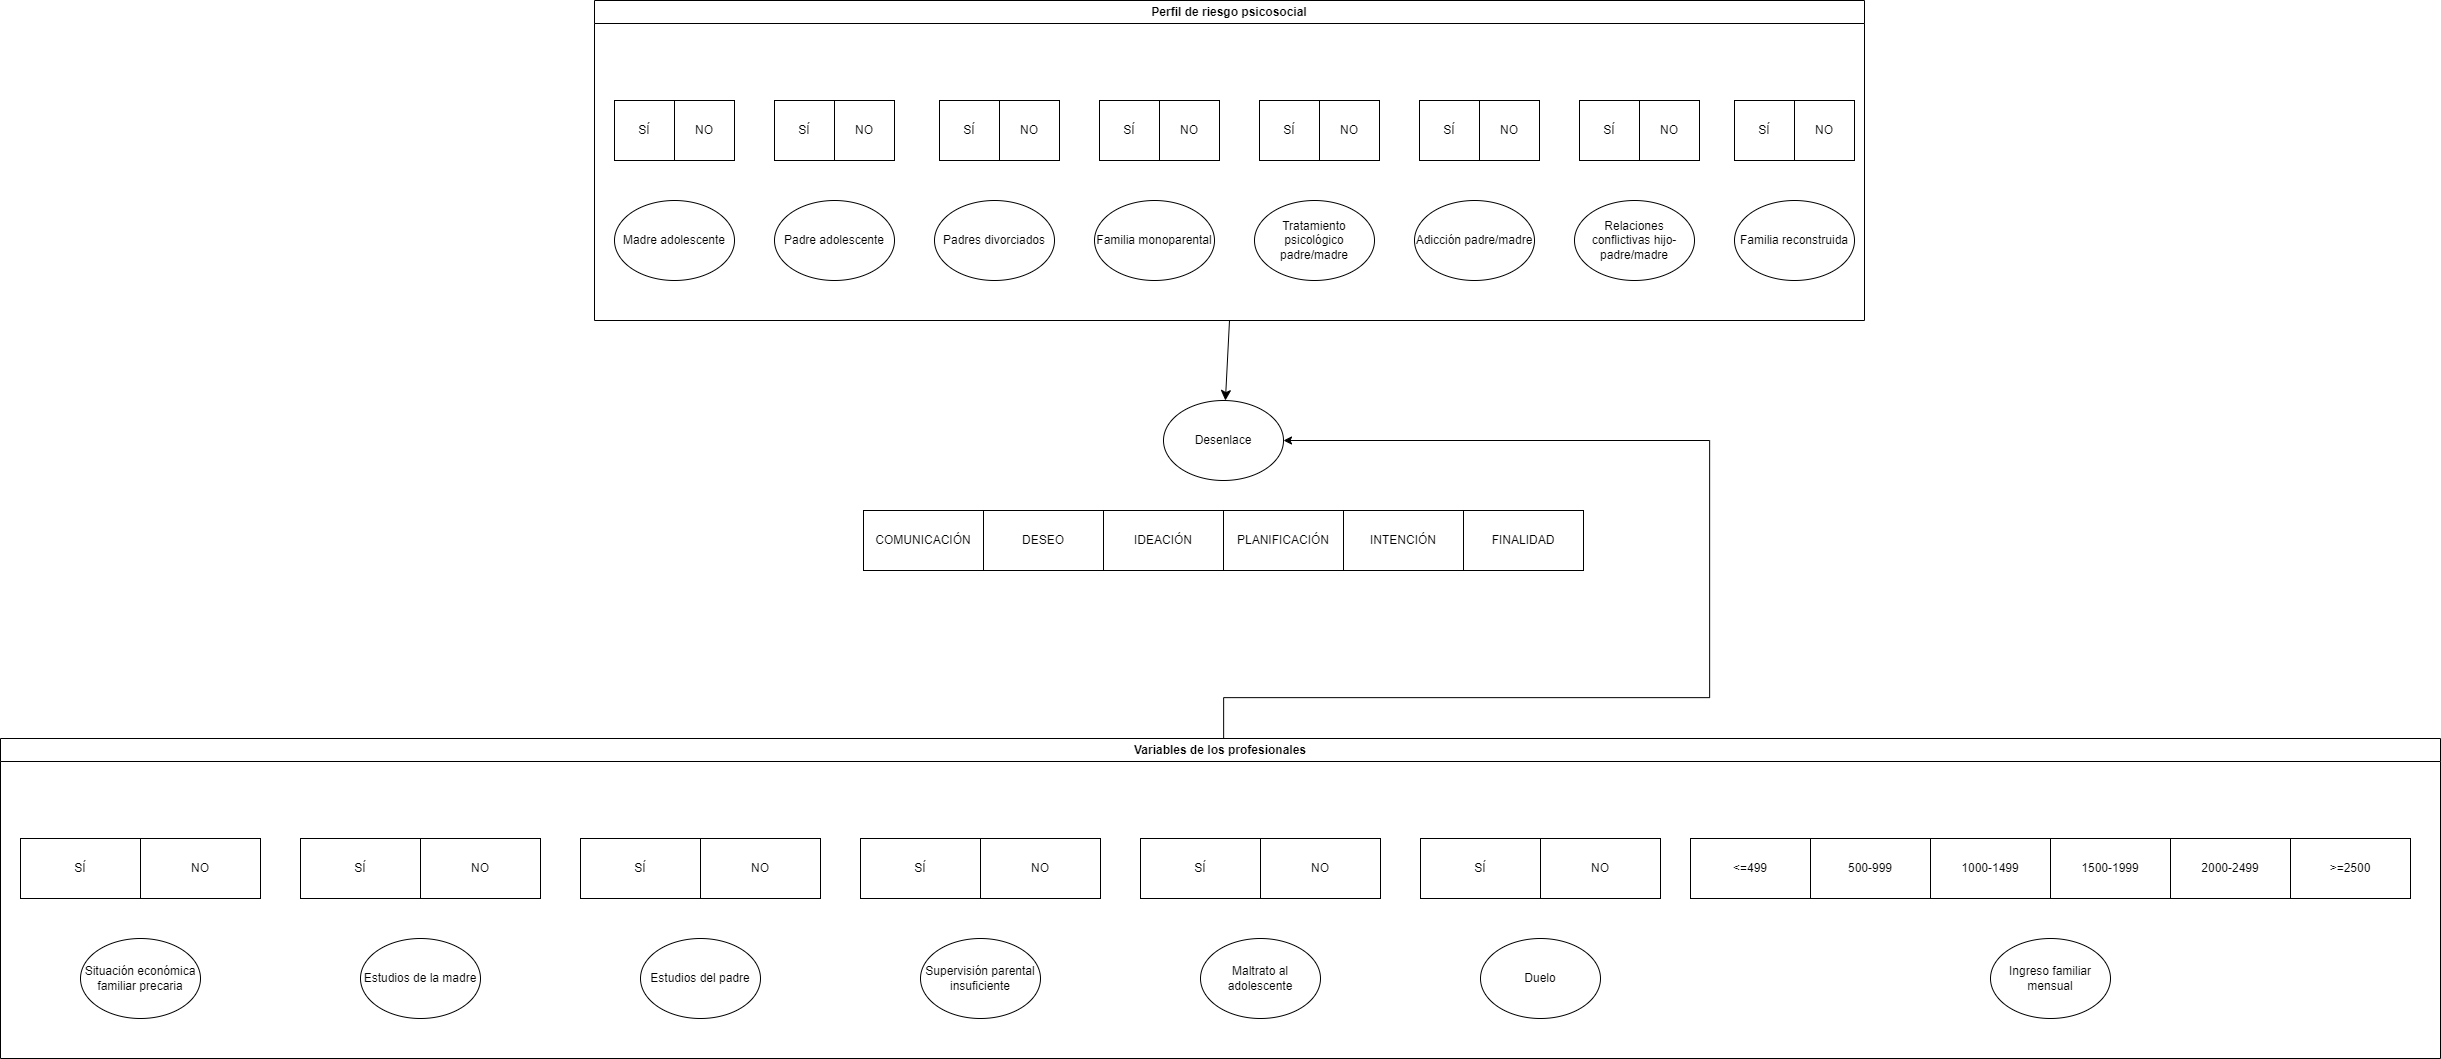 Perfil de riesgo psicosocial
SÍ NO SÍ NO SÍ NO SÍ NO SÍ NO SÍ NO SÍ NO SÍ NO
Madre adolescente
Padre adolescente
Padres divorciados
Familia monoparental
Tratamiento
psicológico
padre/madre
Adicción padre/madre
Relaciones
conflictivas hijo-
padre/madre
Familia reconstruida
Desenlace
COMUNICACIÓN DESEO IDEACIÓN PLANIFICACIÓN INTENCIÓN FINALIDAD
Variables de los profesionales
SÍ NO SÍ NO SÍ NO SÍ NO SÍ NO SÍ NO <=499 500-999 1000-1499 1500-1999 2000-2499 >=2500
Situación económica
familiar precaria
Estudios de la madre
Estudios del padre
Supervisión parental
insuficiente
Maltrato al
adolescente
Duelo
Ingreso familiar
mensual